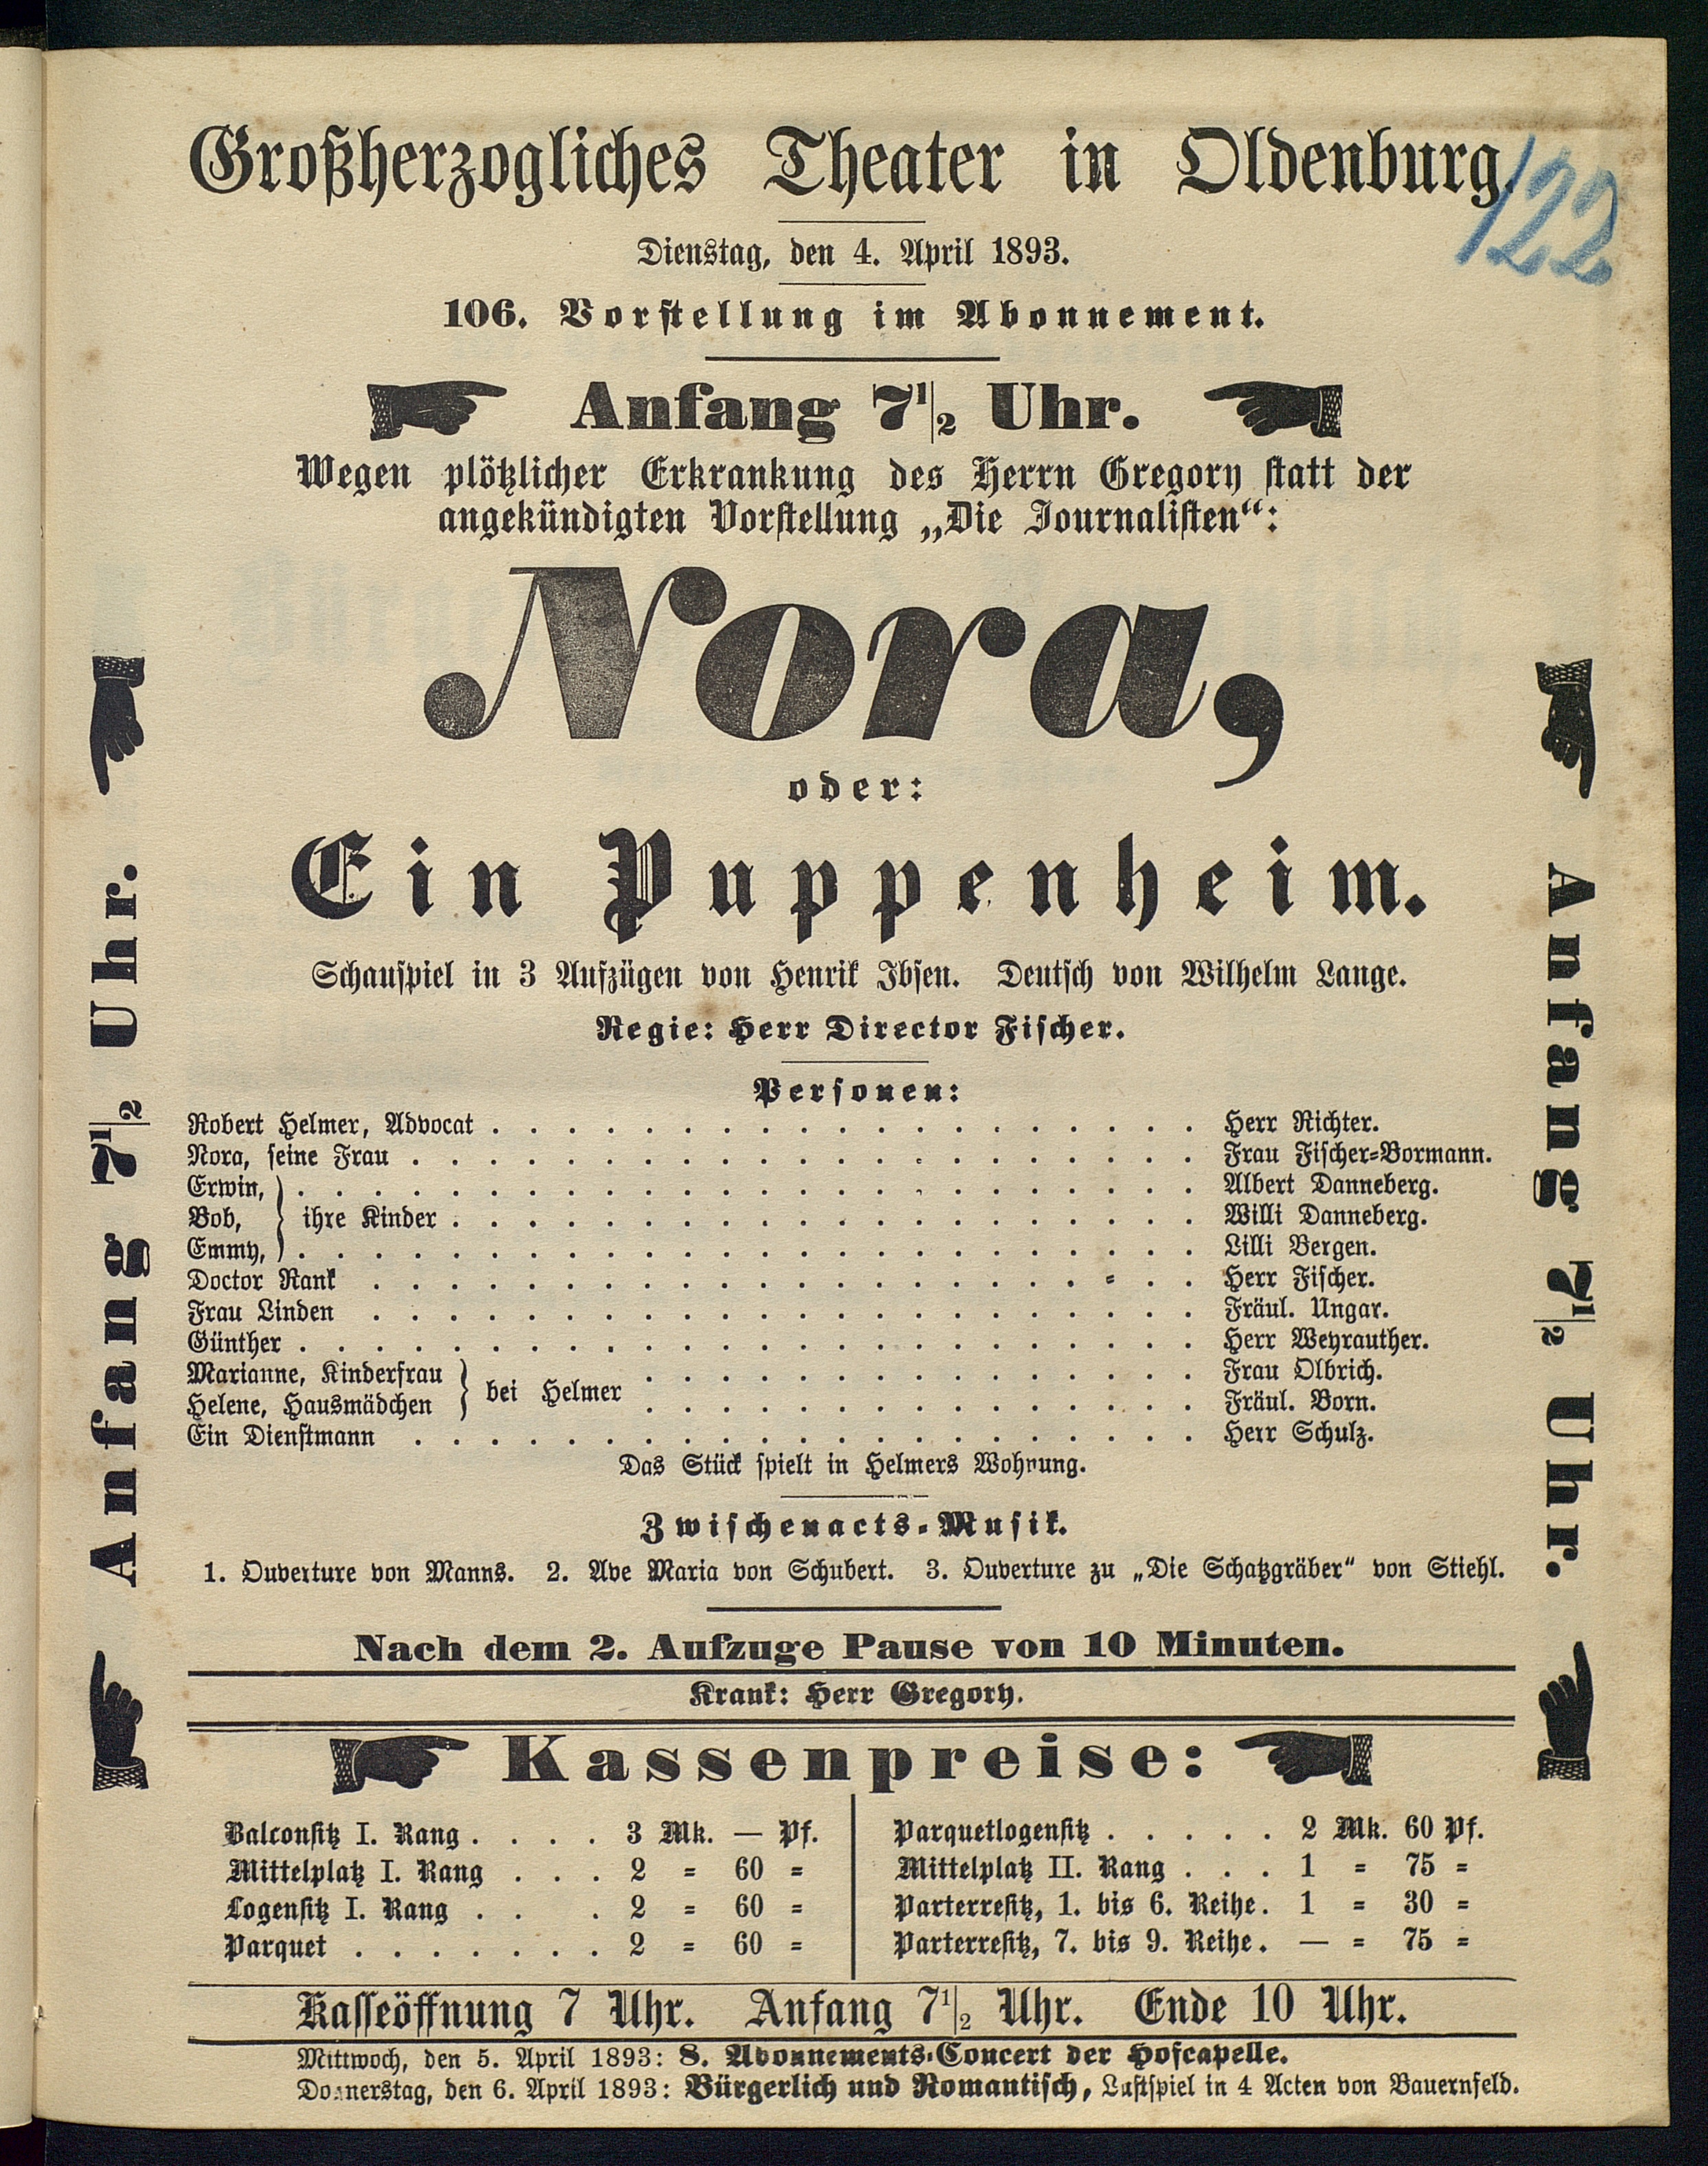 Großherzogliches Theater in Oldenburg.
122
Dienstag, den 4. April 1893.
106. Vorstellung im Abonnement.
Anfang 7½ Uhr.
Wegen plötzlicher Erkrankung des Herrn Gregory statt der
angekündigten Vorstellung „Die Journalisten“:
Nora,
oder:
Ein Puppenheim.
Schauspiel in 3 Aufzügen von Henrik Ibsen. Deutsch von Wilhelm Lange.
Regie: Herr Director Fischer.
Personen:
Robert Helmer, Advocat . . . . . Herr Richter.
Nora, seine Frau . . . . . Frau Fischer-Bormann.
Erwin, . . . . . Albert Danneberg.
Bob, } ihre Kinder . . . . . Willi Danneberg.
Emmy, . . . . . Lilli Bergen.
Doctor Rank . . . . . Herr Fischer.
Frau Linden . . . . . Fräul. Ungar.
Günther . . . . . Herr Weyrauther.
Marianne, Kinderfrau } bei Helmer . . . . . Frau Olbrich.
Helene, Hausmädchen . . . . . Fräul. Born.
Ein Dienstmann . . . . . Herr Schulz.
Das Stück spielt in Helmers Wohnung.
Zwischenacts-Musik.
1. Ouverture von Manns. 2. Ave Maria von Schubert. 3. Ouverture zu „Die Schatzgräber“ von Stiehl.
Nach dem 2. Aufzuge Pause von 10 Minuten.
Krank: Herr Gregory.
Kassenpreise:
Balconsitz I. Rang . . . . 3 Mk. — Pf.
Mittelplatz I. Rang . . . 2 = 60 =
Logensitz I. Rang . . . 2 = 60 =
Parquet . . . . . . . 2 = 60 =
Parquetlogensitz . . . . . 2 Mk. 60 Pf.
Mittelplatz II. Rang . . . 1 = 75 =
Parterresitz, 1. bis 6. Reihe. 1 = 30 =
Parterresitz, 7. bis 9. Reihe. — = 75 =
Kasseöffnung 7 Uhr. Anfang 7½ Uhr. Ende 10 Uhr.
Mittwoch, den 5. April 1893: 8. Abonnements-Concert der Hofcapelle.
Donnerstag, den 6. April 1893: Bürgerlich und Romantisch, Lustspiel in 4 Acten von Bauernfeld.
Anfang 7½ Uhr.
Anfang 7½ Uhr.